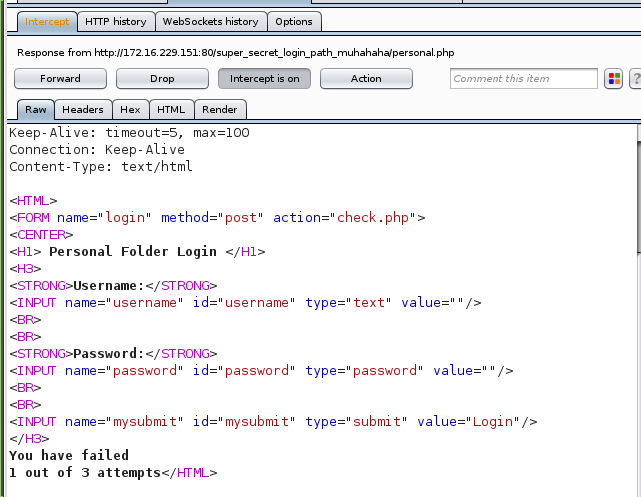 Intercept HTTP history WebSockets history Options
Response from http://172.16.229.151:80/super_secret_login_path_muhahaha/personal.php
Forward Drop Intercept is on Action Comment this item ?
Raw Headers Hex HTML Render
Keep-Alive: timeout=5, max=100
Connection: Keep-Alive
Content-Type: text/html
<HTML>
<FORM name="login" method="post" action="check.php">
<CENTER>
<H1> Personal Folder Login </H1>
<H3>
<STRONG>Username:</STRONG>
<INPUT name="username" id="username" type="text" value=""/>
<BR>
<BR>
<STRONG>Password:</STRONG>
<INPUT name="password" id="password" type="password" value=""/>
<BR>
<BR>
<INPUT name="mysubmit" id="mysubmit" type="submit" value="Login"/>
</H3>
You have failed
1 out of 3 attempts</HTML>